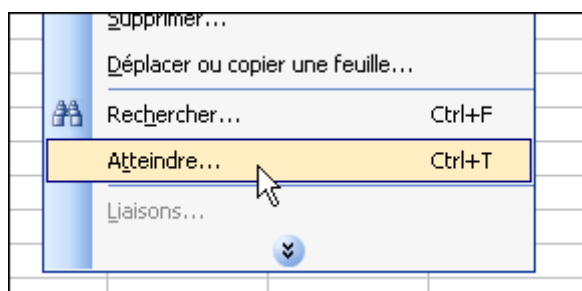 Supprimer...
Déplacer ou copier une feuille...
Rechercher... Ctrl+F
Atteindre... Ctrl+T
Liaisons...